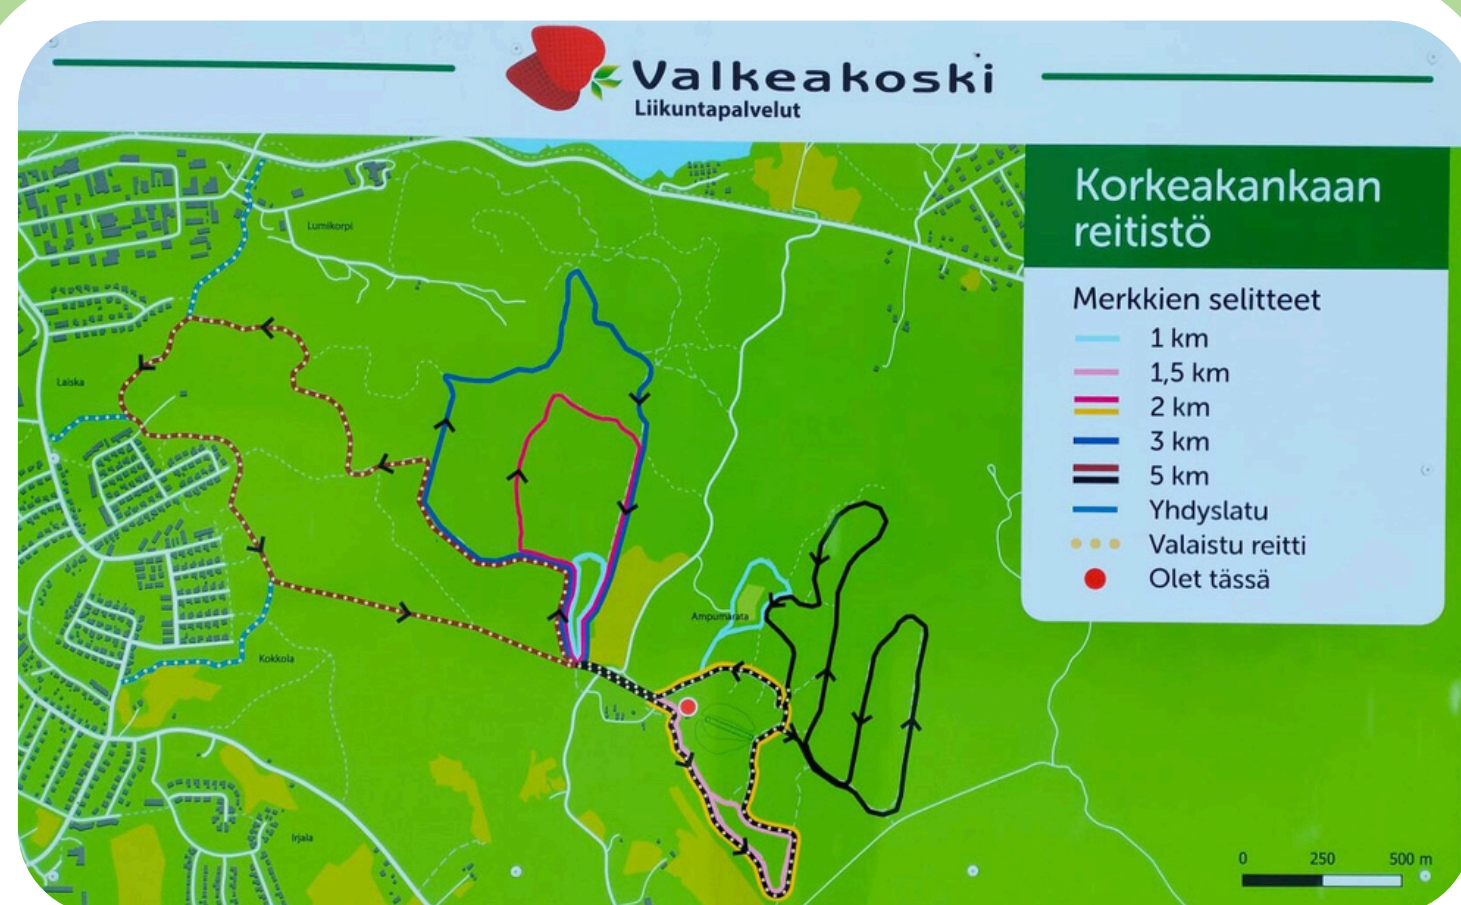 Valkeakoski
Liikuntapalvelut
Korkeakankaan
reitistö
Merkkien selitteet
1 km
1,5 km
2 km
3 km
5 km
Yhdyslatu
Valaistu reitti
Olet tässä
Lumikorpi
Laiska
Ampumarata
Kokkola
Irjala
0 250 500 m